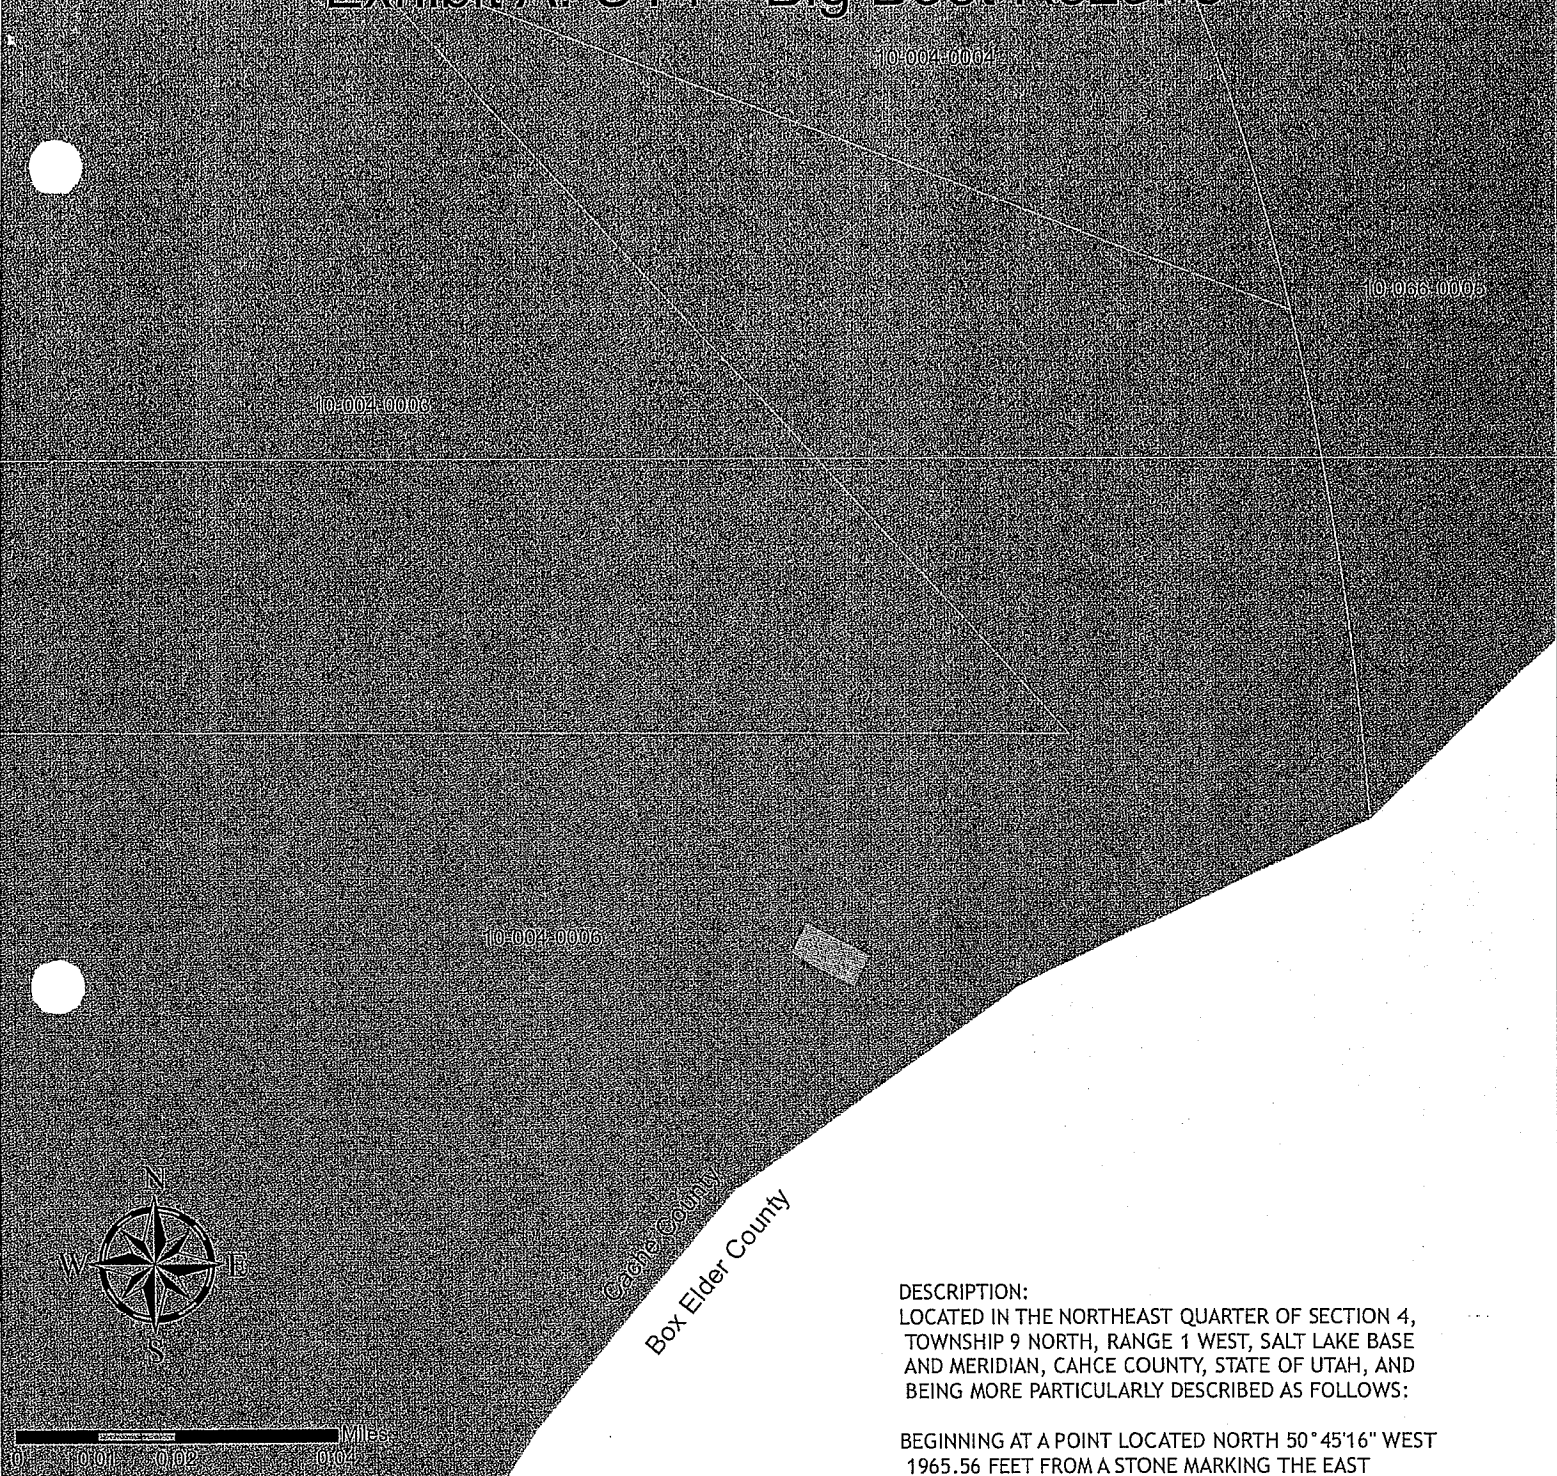 10-004-0004
10-066-0005
10-004-0003
10-004-0006
N
W E
S
Cache County
Box Elder County
Miles
0 0.01 0.02 0.04
DESCRIPTION:
LOCATED IN THE NORTHEAST QUARTER OF SECTION 4,
TOWNSHIP 9 NORTH, RANGE 1 WEST, SALT LAKE BASE
AND MERIDIAN, CAHCE COUNTY, STATE OF UTAH, AND
BEING MORE PARTICULARLY DESCRIBED AS FOLLOWS:
BEGINNING AT A POINT LOCATED NORTH 50°45'16" WEST
1965.56 FEET FROM A STONE MARKING THE EAST